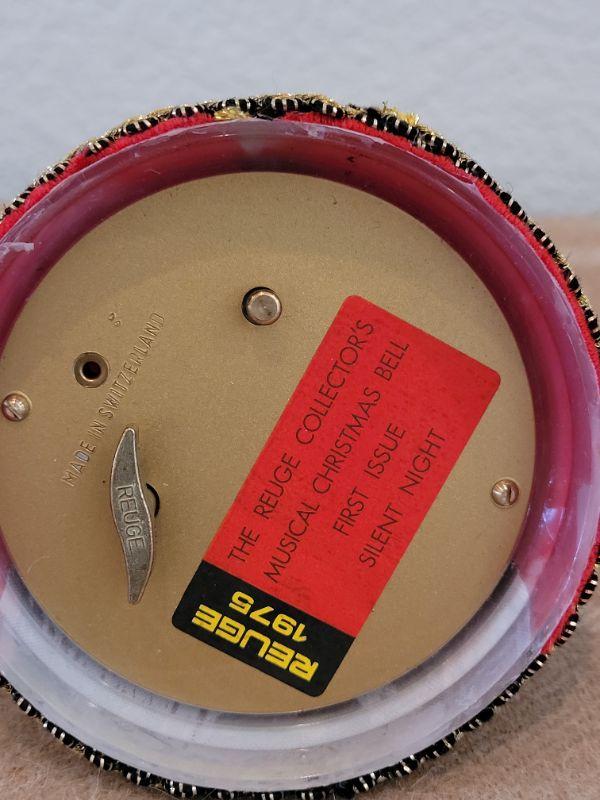 THE REUGE COLLECTOR'S
MUSICAL CHRISTMAS BELL
FIRST ISSUE
SILENT NIGHT
REUGE
1975
MADE IN SWITZERLAND
REUGE